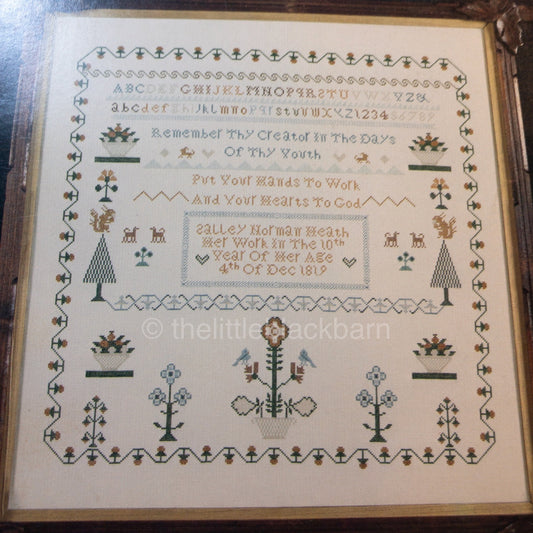 ABCDEFGHIJKLMNOPQRSTUVWXYZ&
abcdefghijklmnopqrstuvwxyz123456789
Remember Thy Creator In The Days
Of Thy Youth
Put Your Hands To Work
And Your Hearts To God
Salley Norman Heath
Her Work In The 10th
Year Of Her Age
4th Of Dec 1819
© thelittleblackbarn